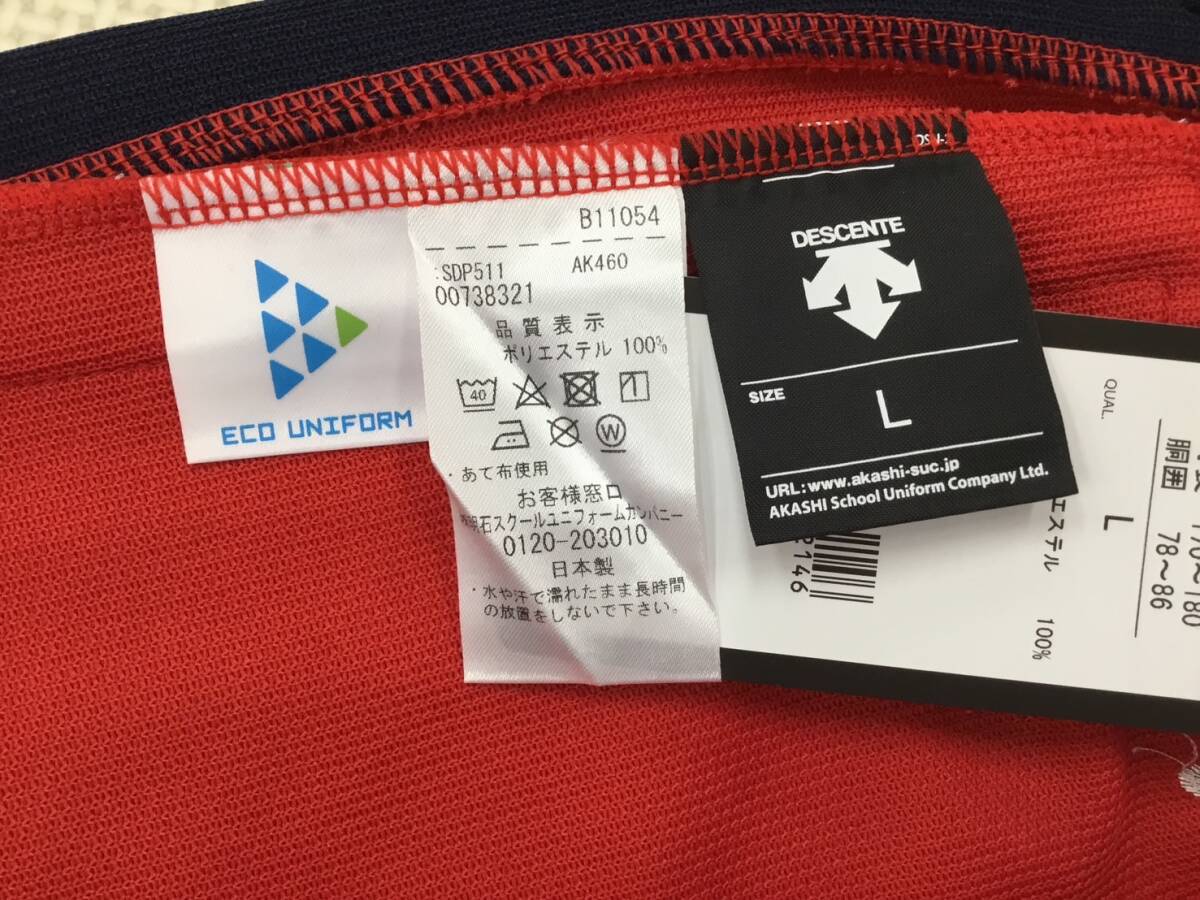 ECO UNIFORM
B11054
:SDP511 AK460
00738321
品質表示
ポリエステル 100%
40
W
・あて布使用
お客様窓口
明石スクールユニフォームカンパニー
0120-203010
日本製
・水や汗で濡れたまま長時間
の放置をしないで下さい。
DESCENTE
SIZE
L
URL:www.akashi-suc.jp
AKASHI School Uniform Company Ltd.
QUAL.
エステル 100%
2146
胴囲 78~86
L
~180